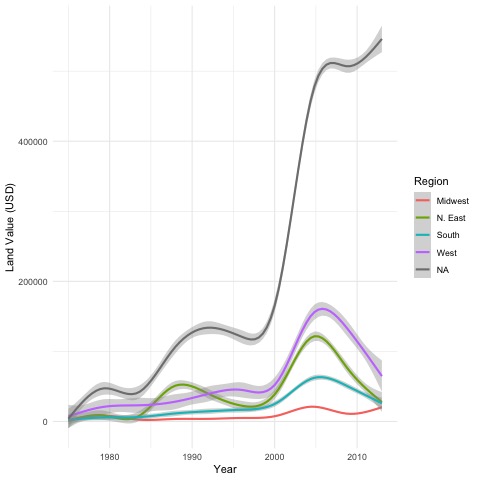 Land Value (USD)
400000
200000
0
1980
1990
2000
2010
Year
Region
Midwest
N. East
South
West
NA